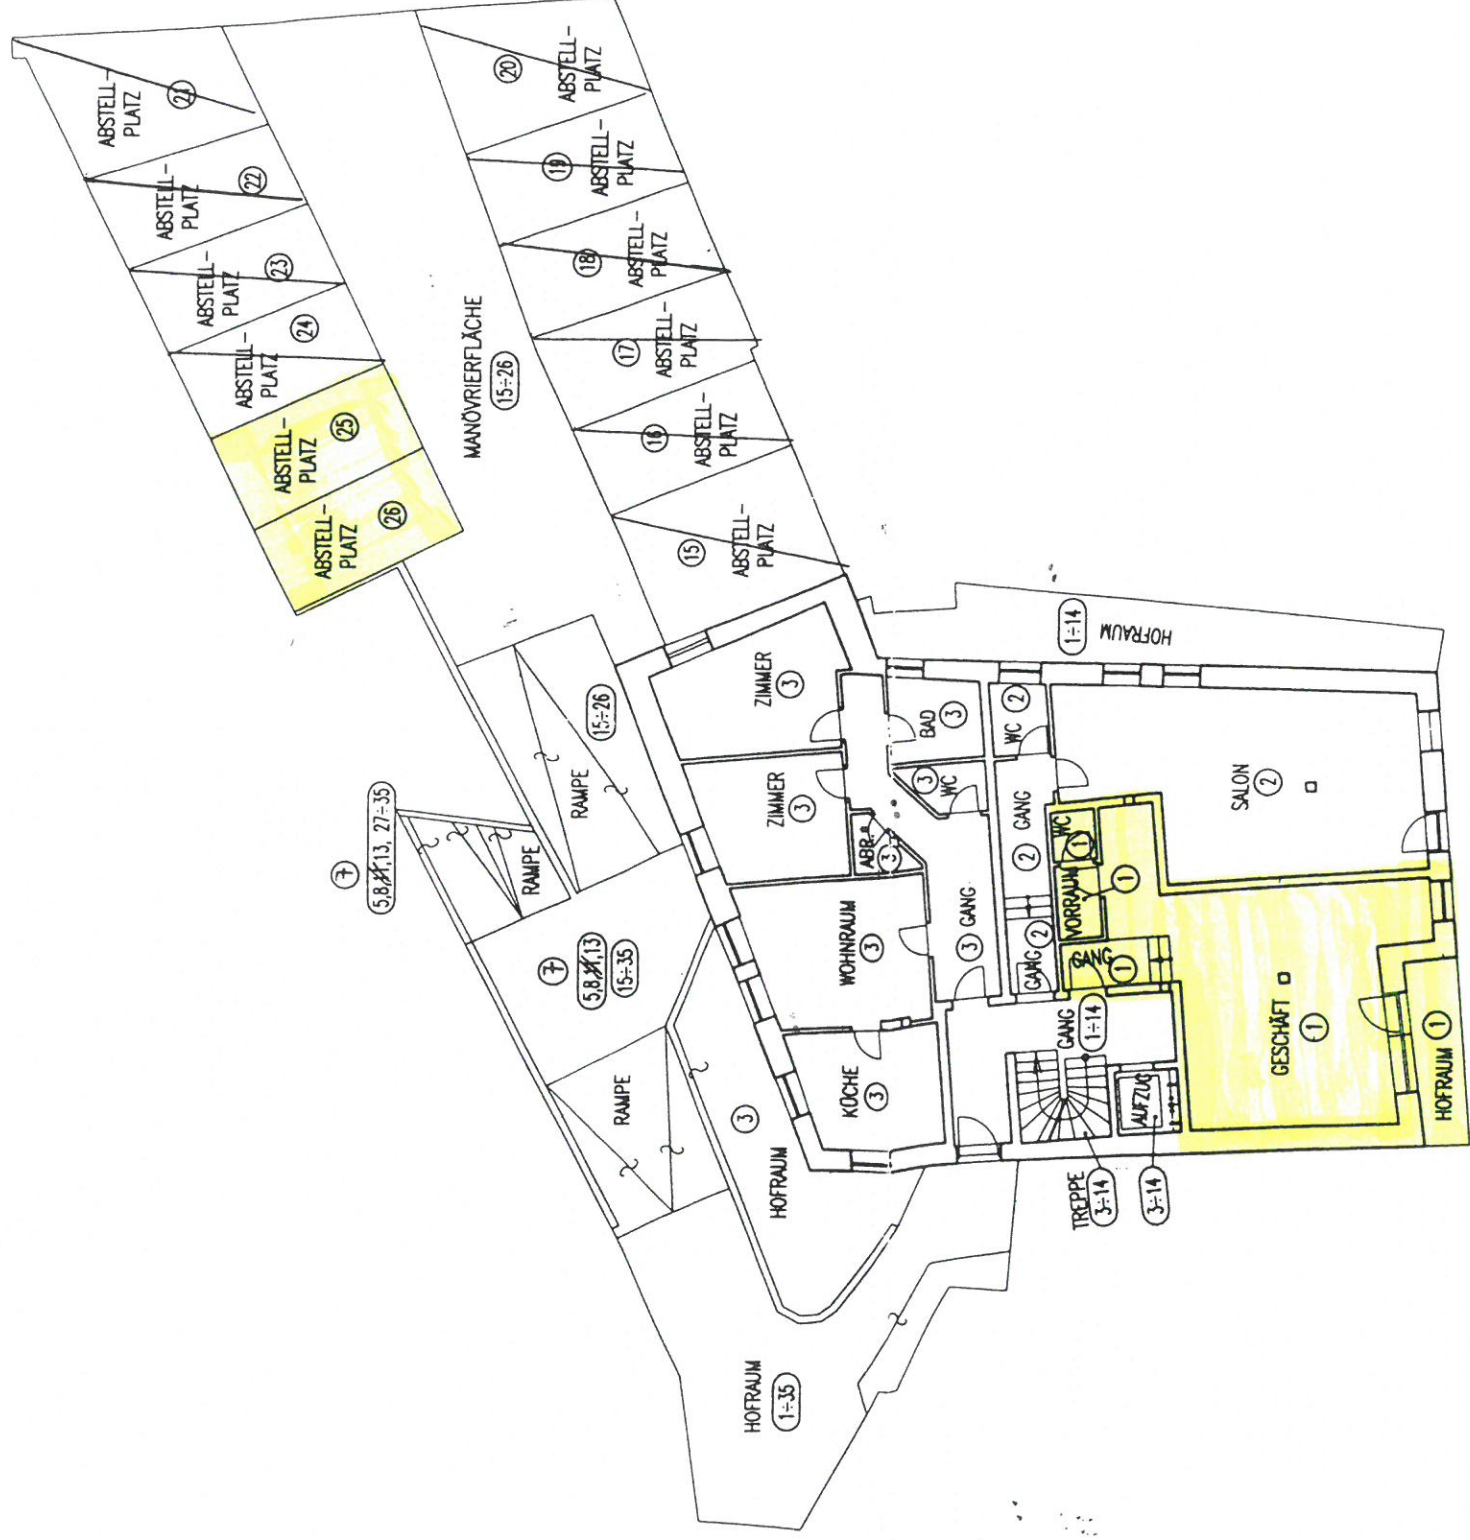 ABSTELL-
PLATZ
21
ABSTELL-
PLATZ
22
ABSTELL-
PLATZ
23
ABSTELL-
PLATZ
24
ABSTELL-
PLATZ
25
ABSTELL-
PLATZ
26
MANÖVRIERFLÄCHE
15÷26
ABSTELL-
PLATZ
20
ABSTELL-
PLATZ
19
ABSTELL-
PLATZ
18
ABSTELL-
PLATZ
17
ABSTELL-
PLATZ
16
ABSTELL-
PLATZ
15
HOFRAUM
1÷14
RAMPE
15÷26
RAMPE
7
13, 27÷35
7
13
15÷35
RAMPE
HOFRAUM
3
HOFRAUM
1÷35
ZIMMER
3
ZIMMER
3
BAD
3
WC
2
WC
3
ABR.
3
WOHNRAUM
3
KÜCHE
3
GANG
3
GANG
2
GANG
2
WC
1
VORRAUM
1
GANG
1
GANG
1÷14
SALON
2
GESCHÄFT
1
HOFRAUM
1
AUFZUG
3÷14
TREPPE
3÷14